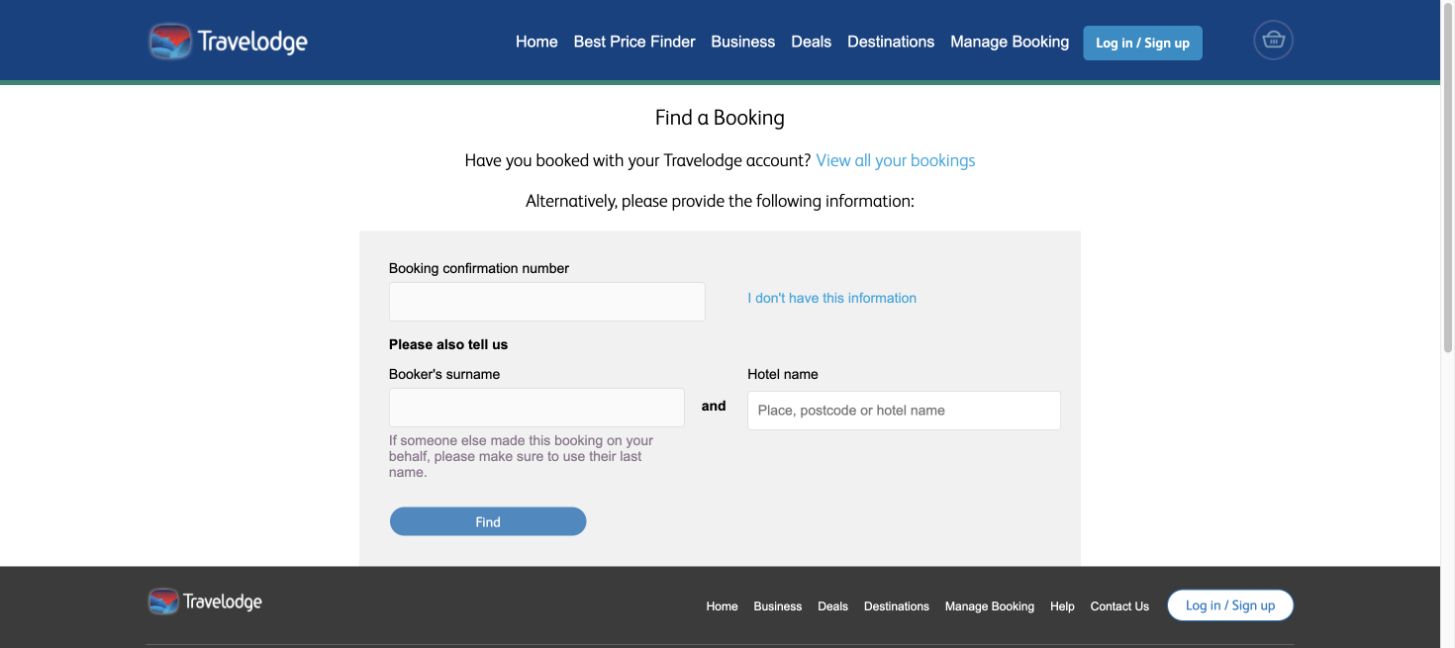 Travelodge
Home Best Price Finder Business Deals Destinations Manage Booking Log in / Sign up
Find a Booking
Have you booked with your Travelodge account? View all your bookings
Alternatively, please provide the following information:
Booking confirmation number
I don't have this information
Please also tell us
Booker's surname
and
Hotel name
Place, postcode or hotel name
If someone else made this booking on your
behalf, please make sure to use their last
name.
Find
Travelodge
Home Business Deals Destinations Manage Booking Help Contact Us Log in / Sign up